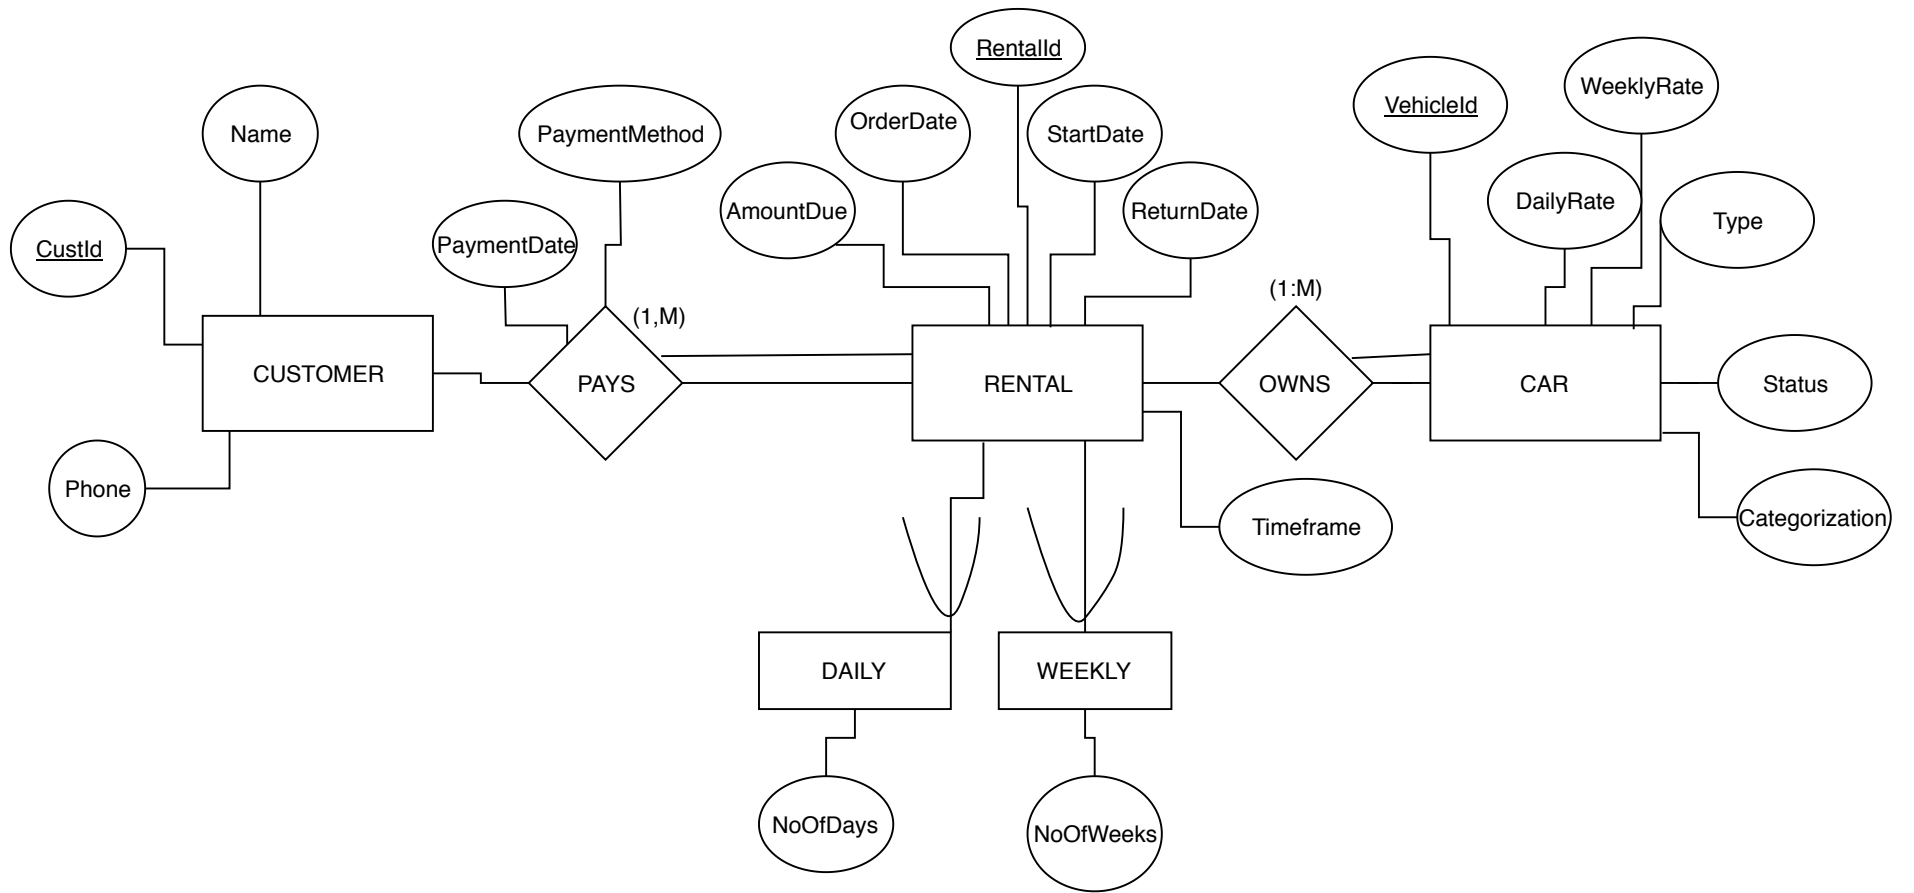 RentalId
WeeklyRate
VehicleId
Name
PaymentMethod
OrderDate
StartDate
DailyRate
Type
AmountDue
ReturnDate
CustId
PaymentDate
(1,M)
(1:M)
CUSTOMER
PAYS
RENTAL
OWNS
CAR
Status
Phone
Timeframe
Categorization
DAILY
WEEKLY
NoOfDays
NoOfWeeks